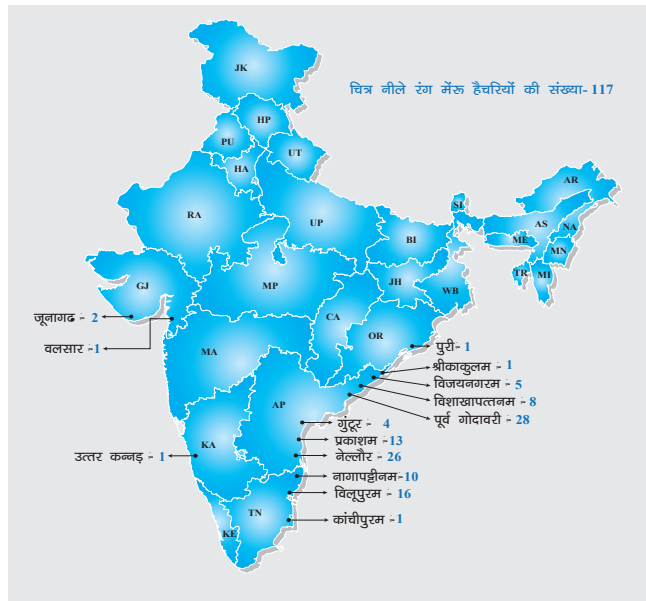 JK
चित्र नीले रंग मेंरू हैचरियों की संख्या- 117
HP
PU
UT
HA
AR
SI
RA
UP
AS
NA
BI
ME
MN
TR
MI
GJ
MP
JH
WB
जूनागढ - 2
CA
OR
वलसार -1
MA
पुरी- 1
श्रीकाकुलम - 1
विजयनगरम - 5
विशाखापत्तनम - 8
AP
पूर्व गोदावरी - 28
गुंटूर - 4
KA
प्रकाशम -13
उत्तर कन्नड़ - 1
नेल्लौर - 26
नागापट्टीनम-10
विलूपुरम - 16
TN
कांचीपुरम - 1
KE